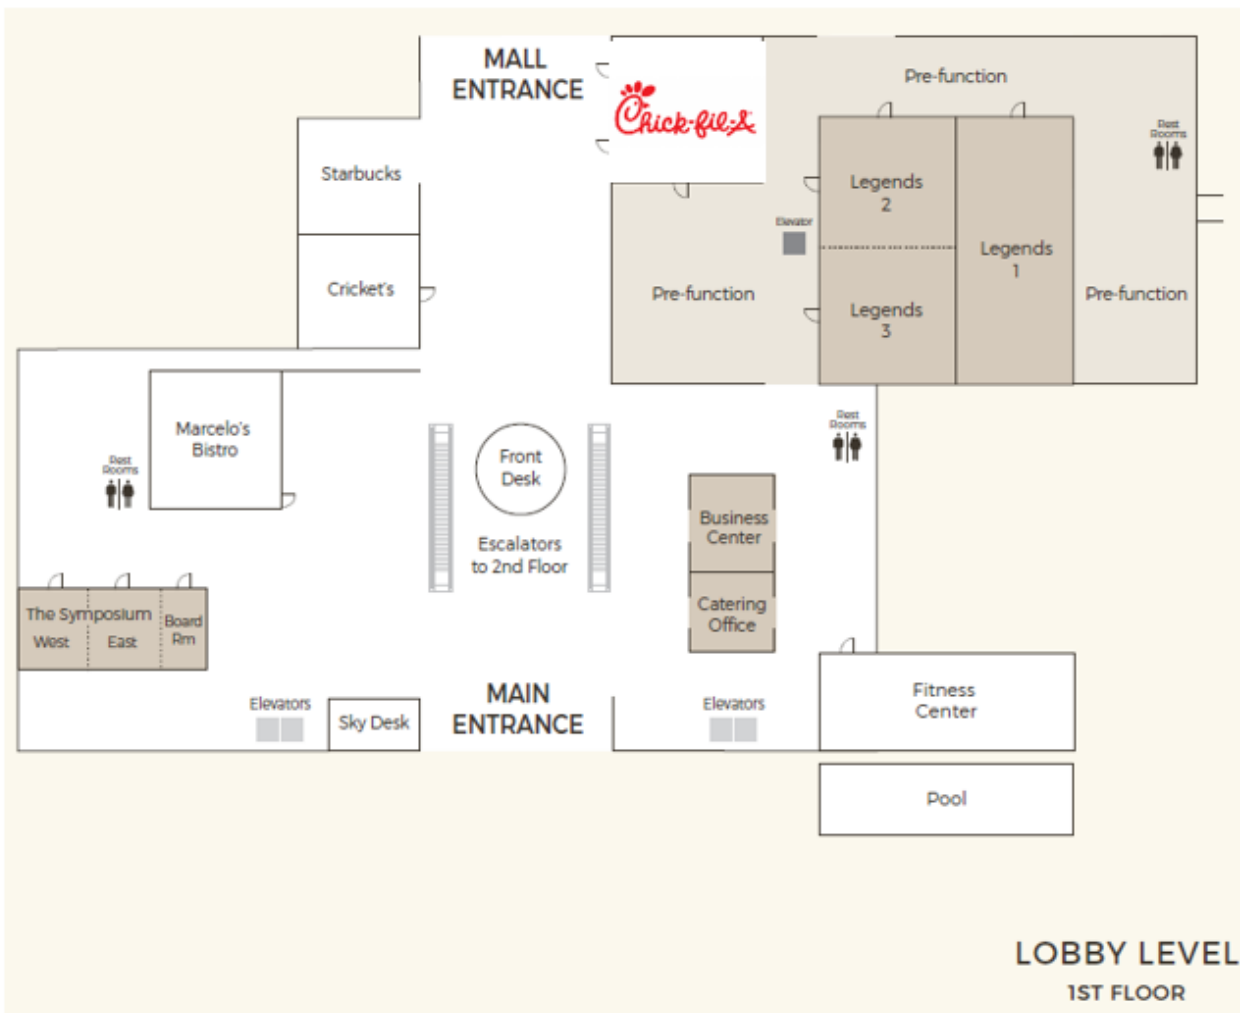 MALL
ENTRANCE
Chick-fil-A
Pre-function
Rest
Rooms
Starbucks
Legends
2
Elevator
Legends
1
Cricket's
Pre-function
Legends
3
Pre-function
Marcelo's
Bistro
Rest
Rooms
Front
Desk
Rest
Rooms
Business
Center
Escalators
to 2nd Floor
The Symposium
West
East
Board
Rm
Catering
Office
Elevators
Sky Desk
MAIN
ENTRANCE
Elevators
Fitness
Center
Pool
LOBBY LEVEL
1ST FLOOR